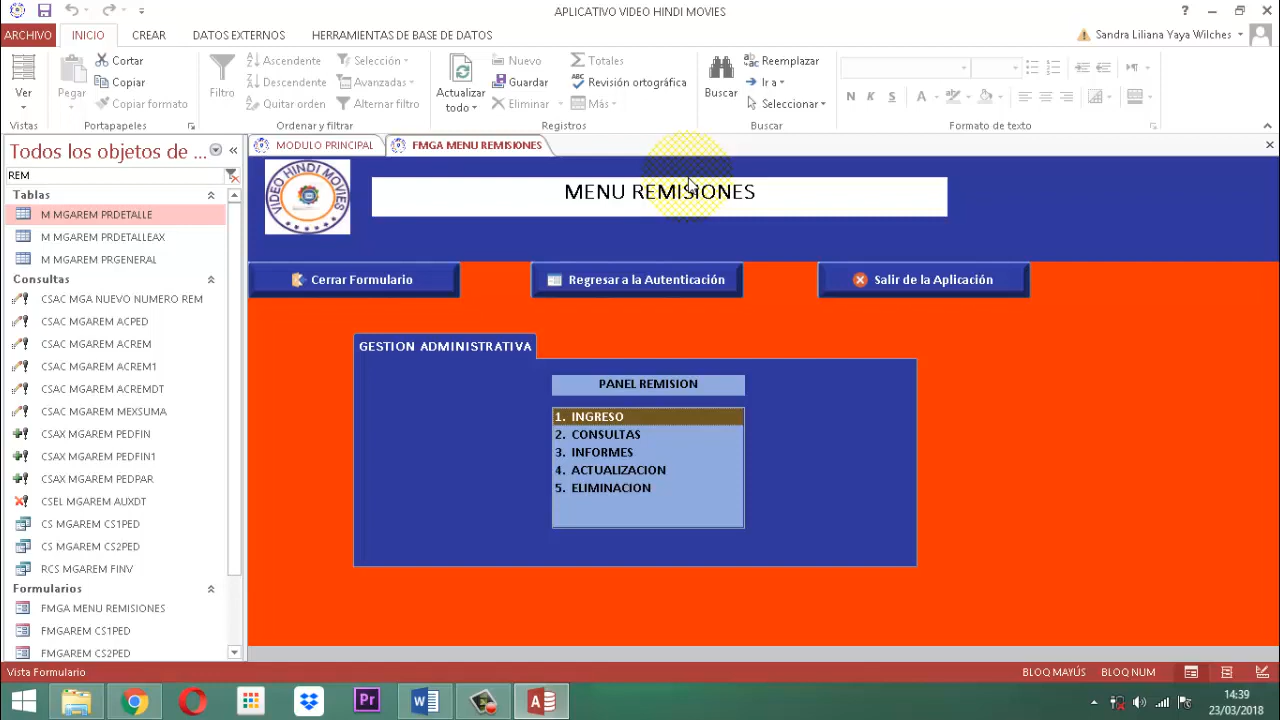 APLICATIVO VIDEO HINDI MOVIES
ARCHIVO INICIO CREAR DATOS EXTERNOS HERRAMIENTAS DE BASE DE DATOS Sandra Liliana Yaya Wilches
Ver
Pegar
Cortar
Copiar
Copiar formato
Filtro
Ascendente
Descendente
Quitar orden
Selección
Avanzadas
Alternar filtro
Actualizar todo
Nuevo
Guardar
Eliminar
Totales
Revisión ortográfica
Más
Buscar
Reemplazar
Ir a
Seleccionar
N K S A
Vistas Portapapeles Ordenar y filtrar Registros Buscar Formato de texto
Todos los objetos de ...
REM
Tablas
M MGAREM PRDETALLE
M MGAREM PRDETALLEAX
M MGAREM PRGENERAL
Consultas
CSAC MGA NUEVO NUMERO REM
CSAC MGAREM ACPED
CSAC MGAREM ACREM
CSAC MGAREM ACREM1
CSAC MGAREM ACREMDT
CSAC MGAREM MEXSUMA
CSAX MGAREM PEDFIN
CSAX MGAREM PEDFIN1
CSAX MGAREM PEDPAR
CSEL MGAREM AUXDT
CS MGAREM CS1PED
CS MGAREM CS2PED
RCS MGAREM FINV
Formularios
FMGA MENU REMISIONES
FMGAREM CS1PED
FMGAREM CS2PED
MODULO PRINCIPAL FMGA MENU REMISIONES
VIDEO HINDI MOVIES
MENU REMISIONES
Cerrar Formulario Regresar a la Autenticación Salir de la Aplicación
GESTION ADMINISTRATIVA
PANEL REMISION
1. INGRESO
2. CONSULTAS
3. INFORMES
4. ACTUALIZACION
5. ELIMINACION
Vista Formulario BLOQ MAYÚS BLOQ NUM
Pr
14:39
23/03/2018